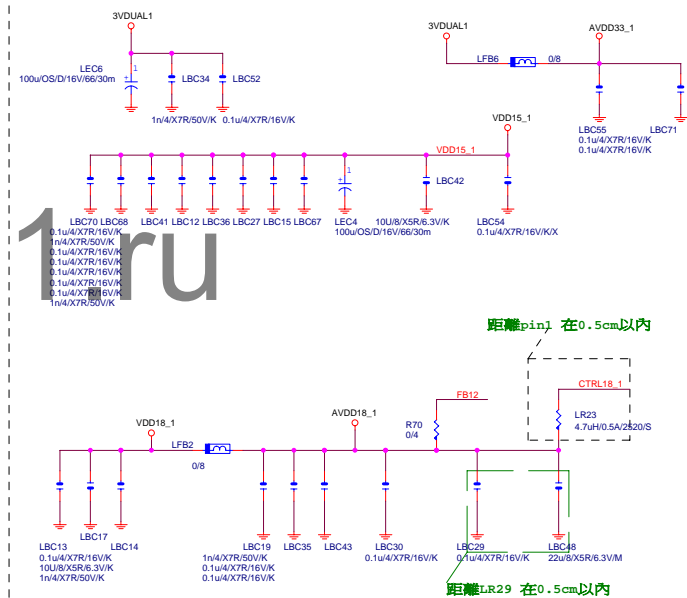 3VDUAL1
3VDUAL1
AVDD33_1
LEC6
100u/OS/D/16V/66/30m
1
+
LBC34
LBC52
1n/4/X7R/50V/K
0.1u/4/X7R/16V/K
LFB6
0/8
LBC55
0.1u/4/X7R/16V/K
0.1u/4/X7R/16V/K
LBC71
VDD15_1
VDD15_1
LBC70
LBC68
LBC41
LBC12
LBC36
LBC27
LBC15
LBC67
0.1u/4/X7R/16V/K
1n/4/X7R/50V/K
0.1u/4/X7R/16V/K
0.1u/4/X7R/16V/K
0.1u/4/X7R/16V/K
0.1u/4/X7R/16V/K
0.1u/4/X7R/16V/K
1n/4/X7R/50V/K
1
+
LEC4
100u/OS/D/16V/66/30m
LBC42
10U/8/X5R/6.3V/K
LBC54
0.1u/4/X7R/16V/K/X
1.ru
距離pin1 在0.5cm以內
CTRL18_1
FB12
LR23
4.7uH/0.5A/2520/S
R70
0/4
VDD18_1
LFB2
0/8
AVDD18_1
LBC13
0.1u/4/X7R/16V/K
10U/8/X5R/6.3V/K
1n/4/X7R/50V/K
LBC17
LBC14
LBC19
1n/4/X7R/50V/K
0.1u/4/X7R/16V/K
0.1u/4/X7R/16V/K
LBC35
LBC43
LBC30
0.1u/4/X7R/16V/K
LBC29
0.1u/4/X7R/16V/K
LBC48
22u/8/X5R/6.3V/M
距離LR29 在0.5cm以內